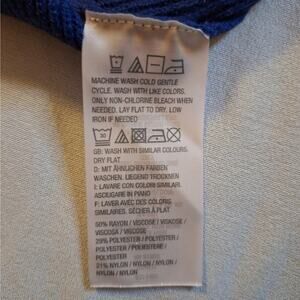 MACHINE WASH COLD GENTLE
CYCLE. WASH WITH LIKE COLORS.
ONLY NON-CHLORINE BLEACH WHEN
NEEDED. LAY FLAT TO DRY. LOW
IRON IF NEEDED
30
GB: WASH WITH SIMILAR COLOURS.
DRY FLAT
D: MIT ÄHNLICHEN FARBEN
WASCHEN. LIEGEND TROCKNEN
I: LAVARE CON COLORI SIMILARI.
ASCIUGARE IN PIANO
F: LAVER AVEC DES COLORIS
SIMILAIRES. SÉCHER À PLAT
50% RAYON / VISCOSE / VISKOSE /
VISCOSA / VISCOSE
29% POLYESTER / POLYESTER /
POLYESTER / POLIESTERE /
POLYESTER
21% NYLON / NYLON / NYLON /
NYLON / NYLON